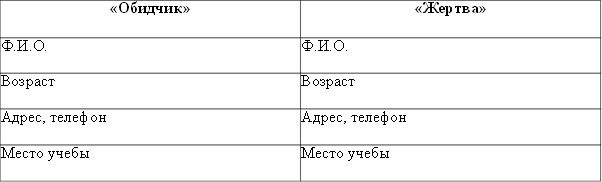 «Обидчик» «Жертва»
Ф.И.О. Ф.И.О.
Возраст Возраст
Адрес, телефон Адрес, телефон
Место учебы Место учебы